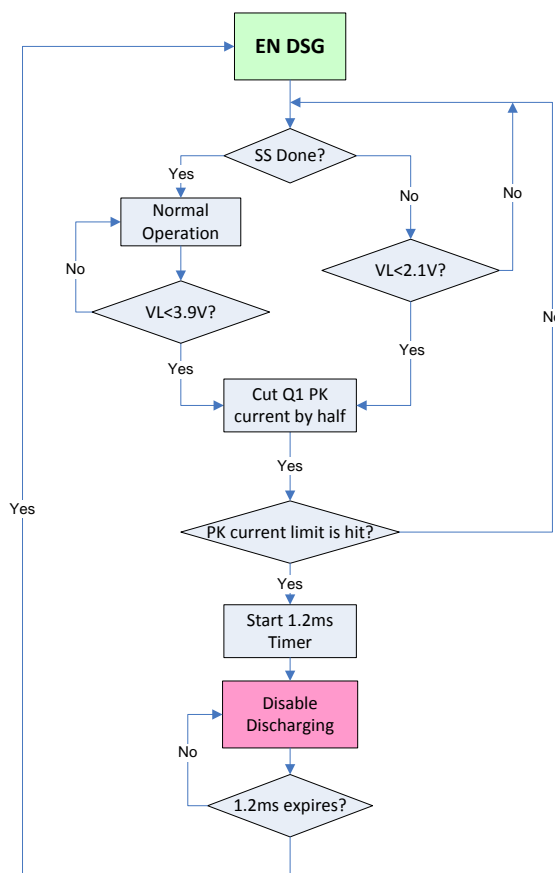 EN DSG
SS Done?
Yes
No
No
Normal
Operation
No
VL<2.1V?
VL<3.9V?
No
Yes
Yes
Cut Q1 PK
current by half
Yes
Yes
PK current limit is hit?
Yes
Start 1.2ms
Timer
Disable
Discharging
No
1.2ms expires?